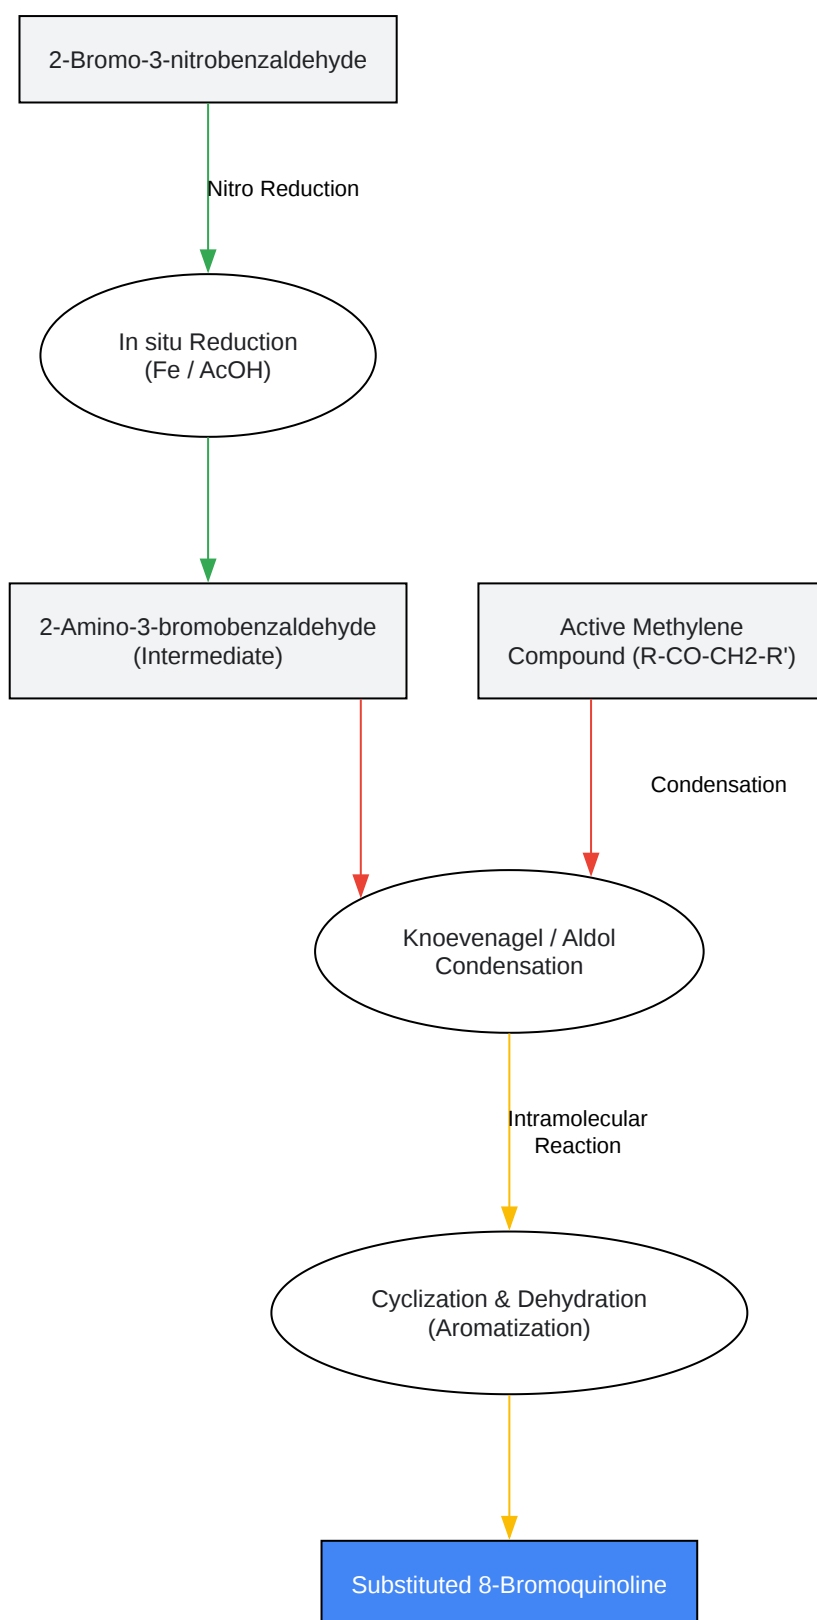 2-Bromo-3-nitrobenzaldehyde
Nitro Reduction
In situ Reduction
(Fe / AcOH)
2-Amino-3-bromobenzaldehyde
(Intermediate)
Active Methylene
Compound (R-CO-CH2-R')
Condensation
Knoevenagel / Aldol
Condensation
Intramolecular
Reaction
Cyclization & Dehydration
(Aromatization)
Substituted 8-Bromoquinoline